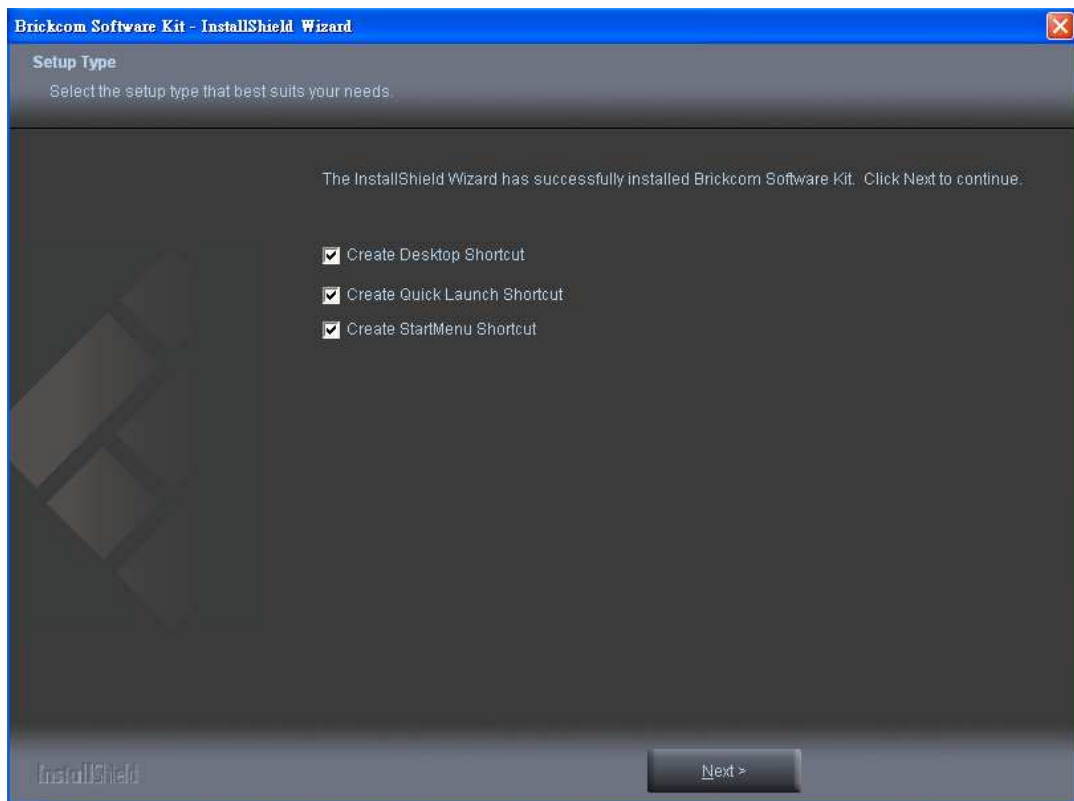 Brickcom Software Kit - InstallShield Wizard
Setup Type
Select the setup type that best suits your needs.
The InstallShield Wizard has successfully installed Brickcom Software Kit. Click Next to continue.
Create Desktop Shortcut
Create Quick Launch Shortcut
Create StartMenu Shortcut
InstallShield
Next >